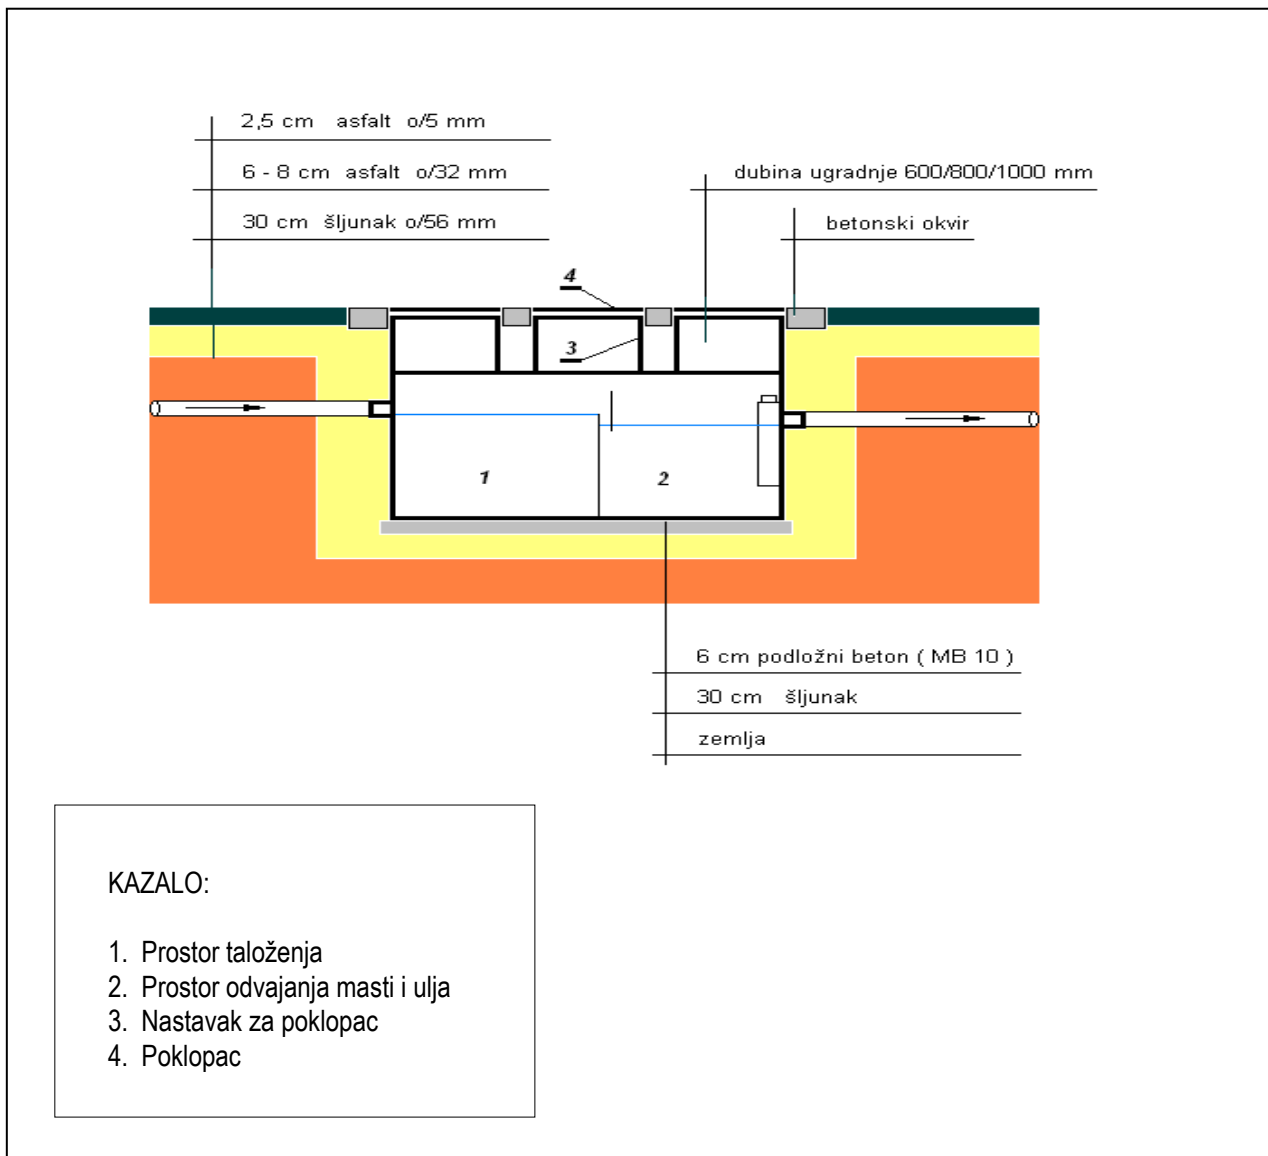 2,5 cm asfalt o/5 mm
6 - 8 cm asfalt o/32 mm
30 cm šljunak o/56 mm
dubina ugradnje 600/800/1000 mm
betonski okvir
4
3
1
2
6 cm podložni beton ( MB 10 )
30 cm šljunak
zemlja
KAZALO:
1. Prostor taloženja
2. Prostor odvajanja masti i ulja
3. Nastavak za poklopac
4. Poklopac